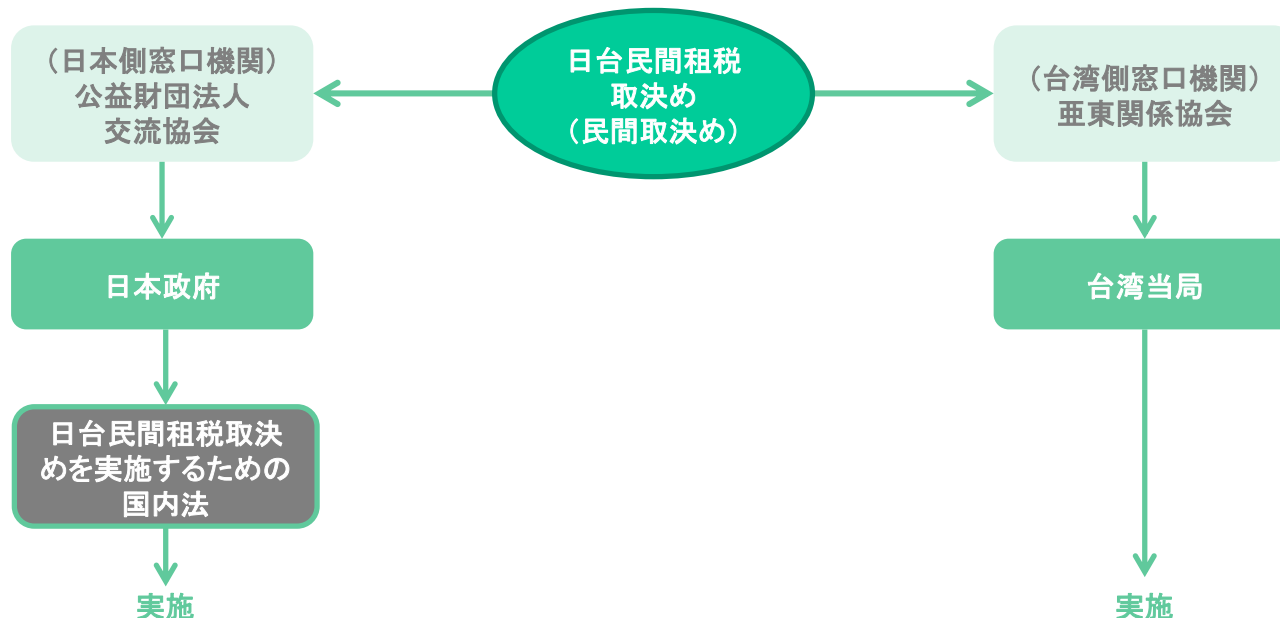 (日本側窓口機関)
公益財団法人
交流協会
日台民間租税
取決め
(民間取決め)
(台湾側窓口機関)
亜東関係協会
日本政府
台湾当局
日台民間租税取決
めを実施するための
国内法
実施
実施